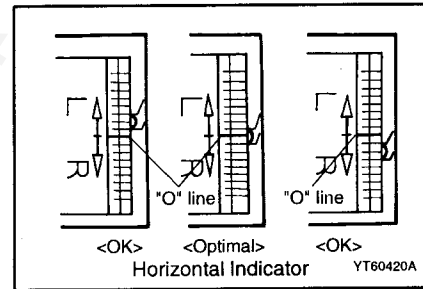 L R
L R
L R
"O" line
"O" line
<OK>
<Optimal>
<OK>
Horizontal Indicator
YT60420A